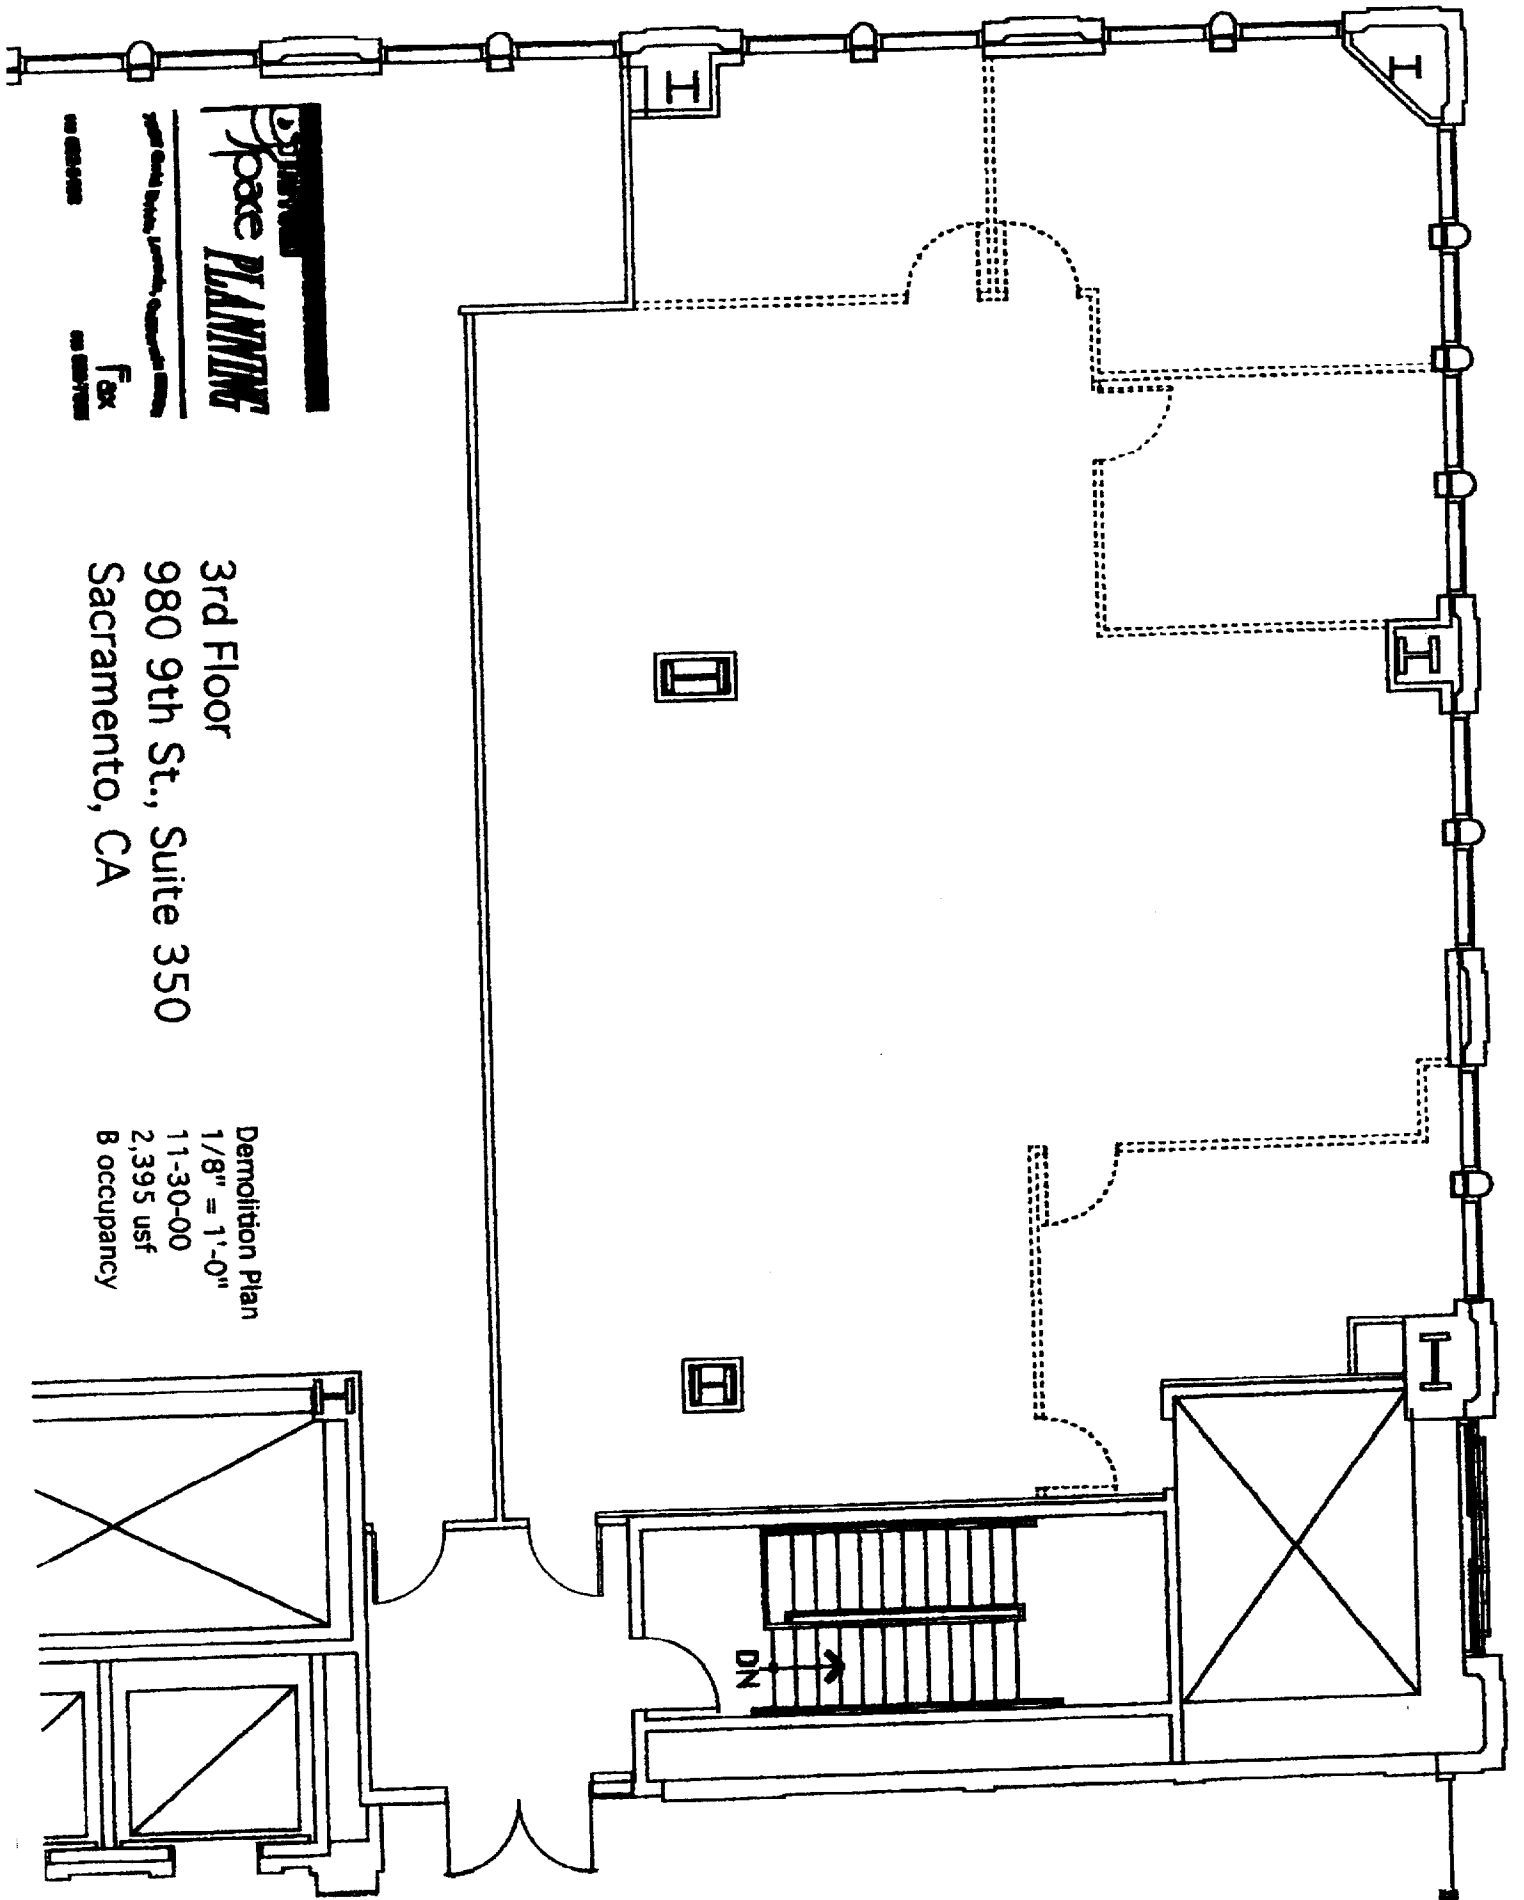 Space PLANNING
Fax
3rd Floor
980 9th St., Suite 350
Sacramento, CA
Demolition Plan
1/8" = 1'-0"
11-30-00
2,395 usf
B occupancy
DN